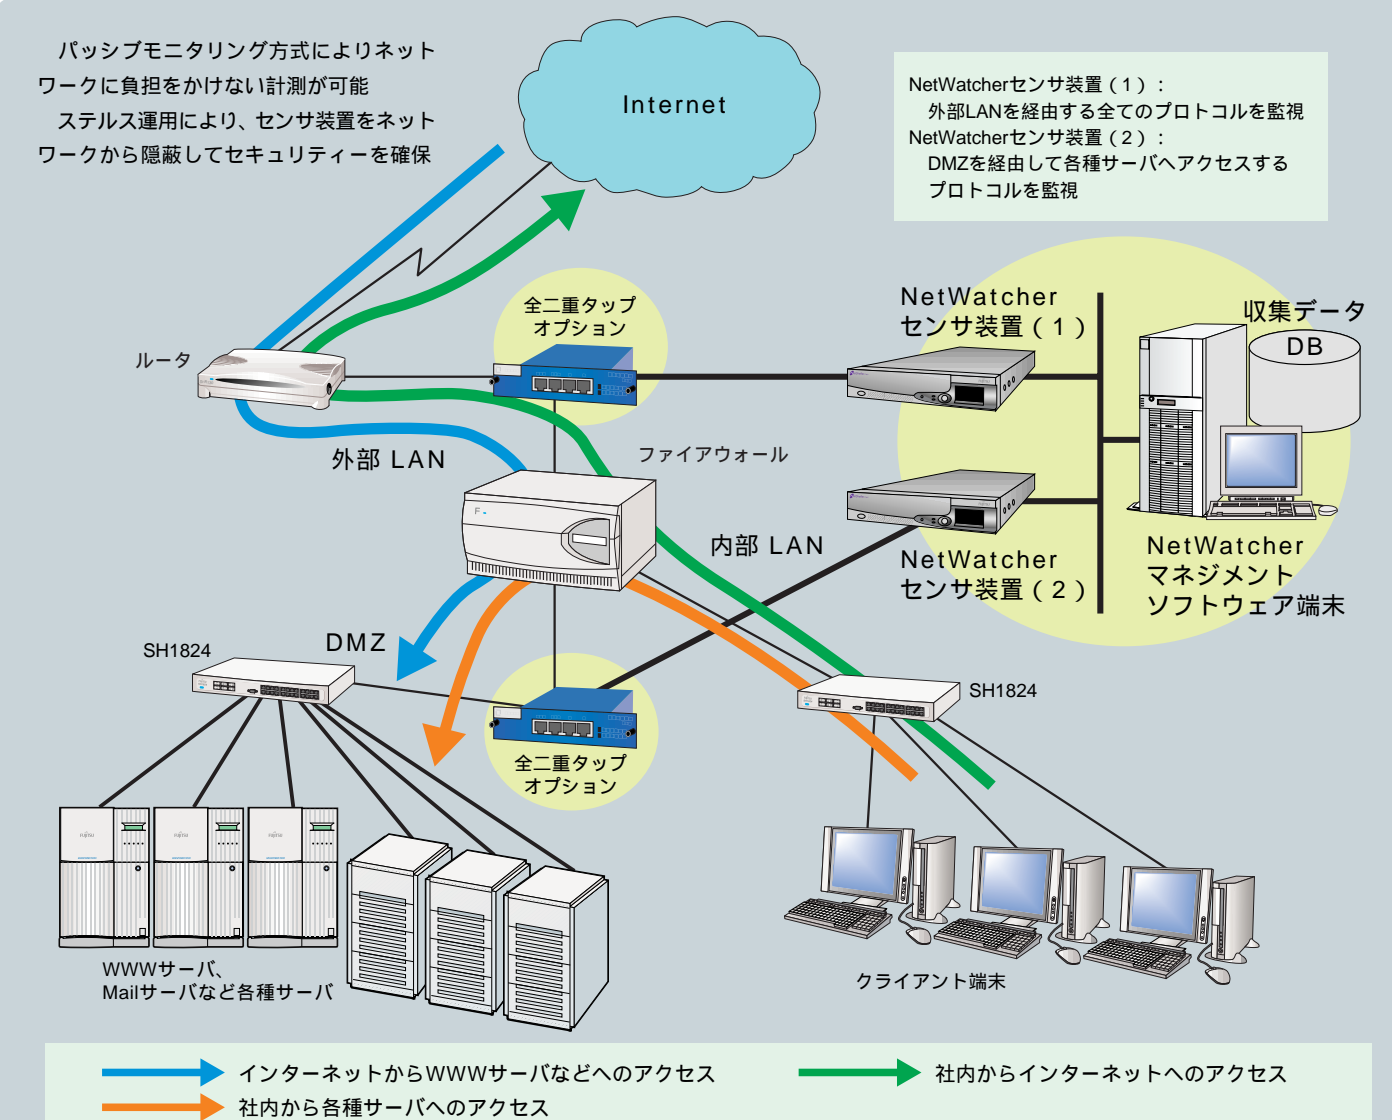 パッシブモニタリング方式によりネット
ワークに負担をかけない計測が可能
ステルス運用により、センサ装置をネット
ワークから隠蔽してセキュリティーを確保
Internet
NetWatcherセンサ装置（1）：
外部LANを経由する全てのプロトコルを監視
NetWatcherセンサ装置（2）：
DMZを経由して各種サーバへアクセスする
プロトコルを監視
全二重タップ
オプション
NetWatcher
センサ装置（1）
収集データ
DB
ルータ
外部 LAN
ファイアウォール
F
内部 LAN
NetWatcher
センサ装置（2）
NetWatcher
マネジメント
ソフトウェア端末
SH1824
DMZ
SH1824
全二重タップ
オプション
FUJITSU
FUJITSU
FUJITSU
WWWサーバ、
Mailサーバなど各種サーバ
クライアント端末
インターネットからWWWサーバなどへのアクセス
社内からインターネットへのアクセス
社内から各種サーバへのアクセス